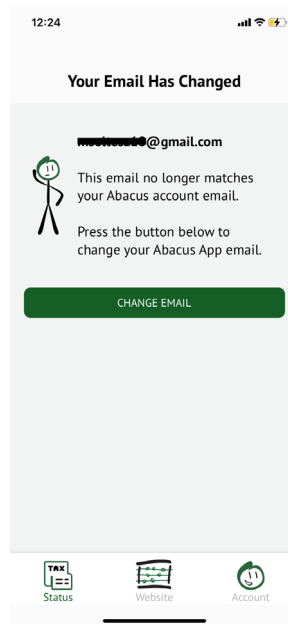 12:24
Your Email Has Changed
@gmail.com
This email no longer matches
your Abacus account email.
Press the button below to
change your Abacus App email.
CHANGE EMAIL
TAX
Status
Website
Account